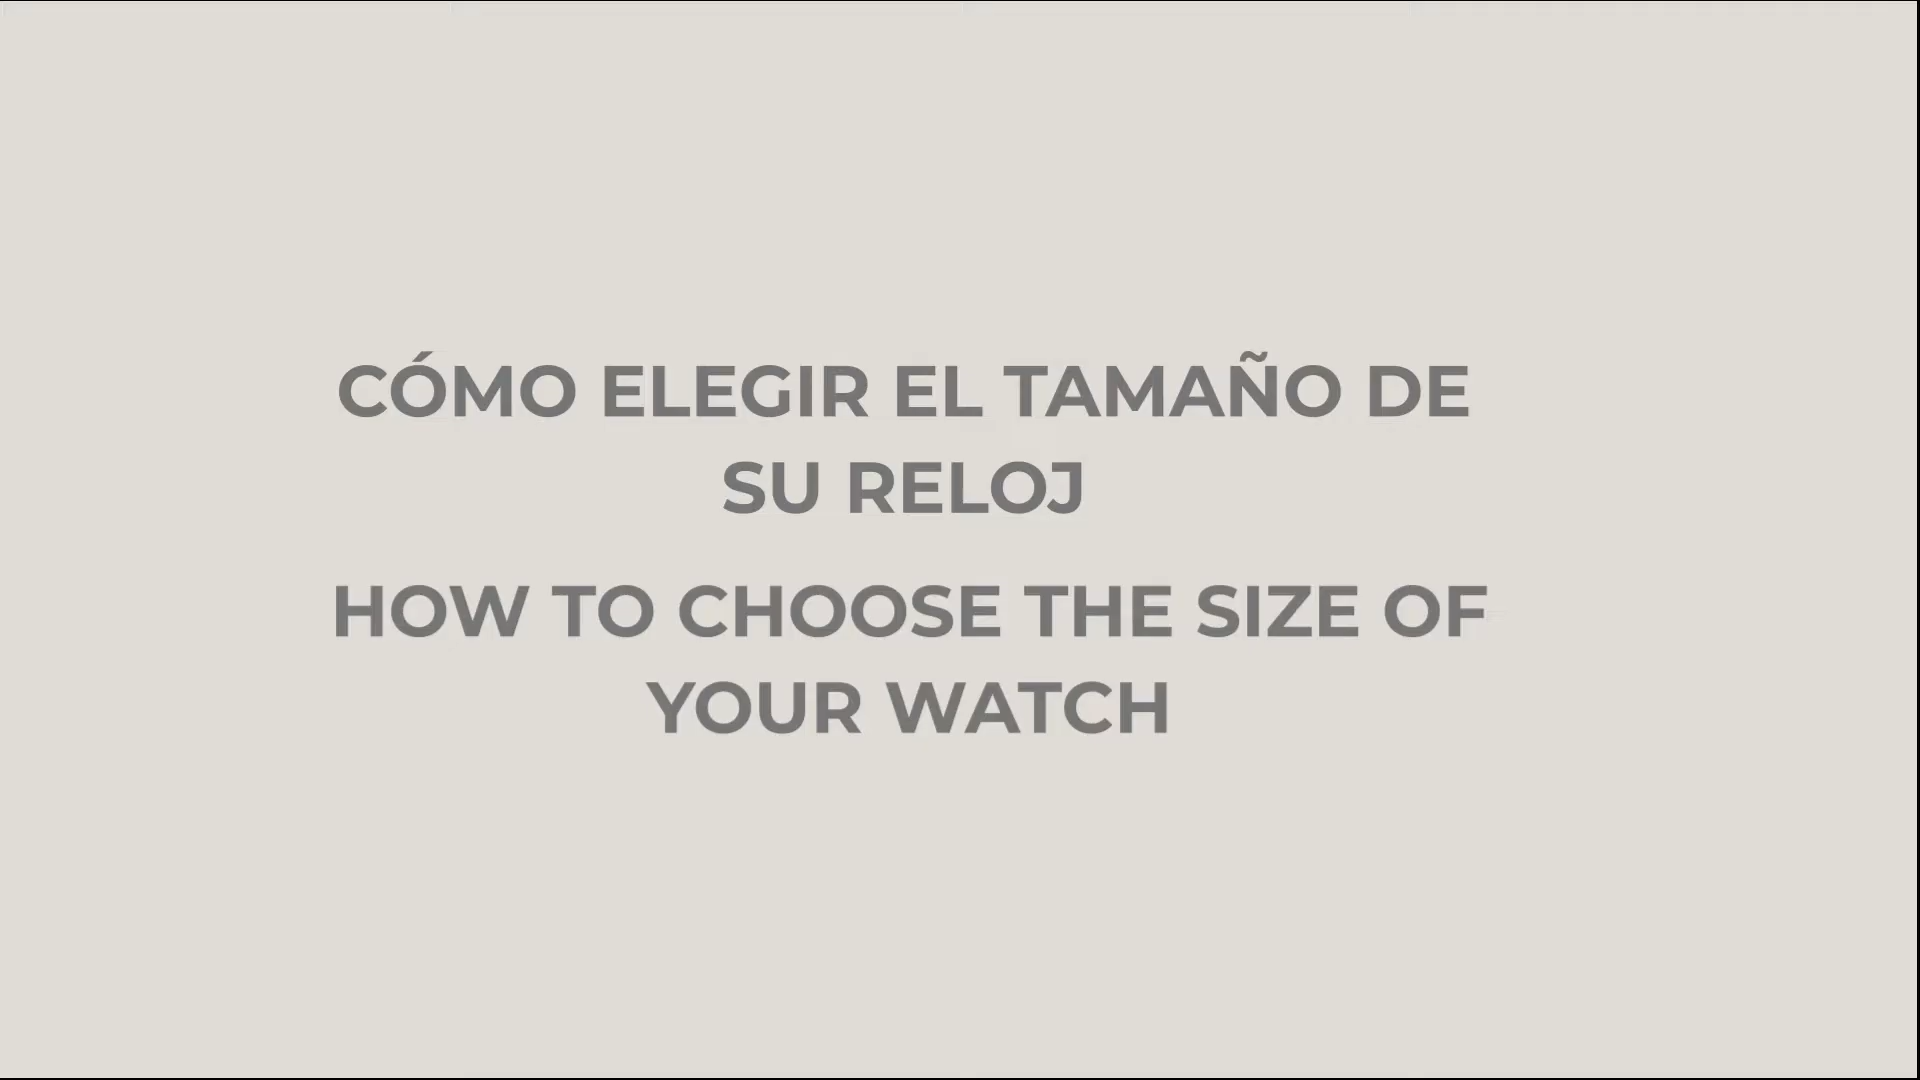 CÓMO ELEGIR EL TAMAÑO DE
SU RELOJ
HOW TO CHOOSE THE SIZE OF
YOUR WATCH